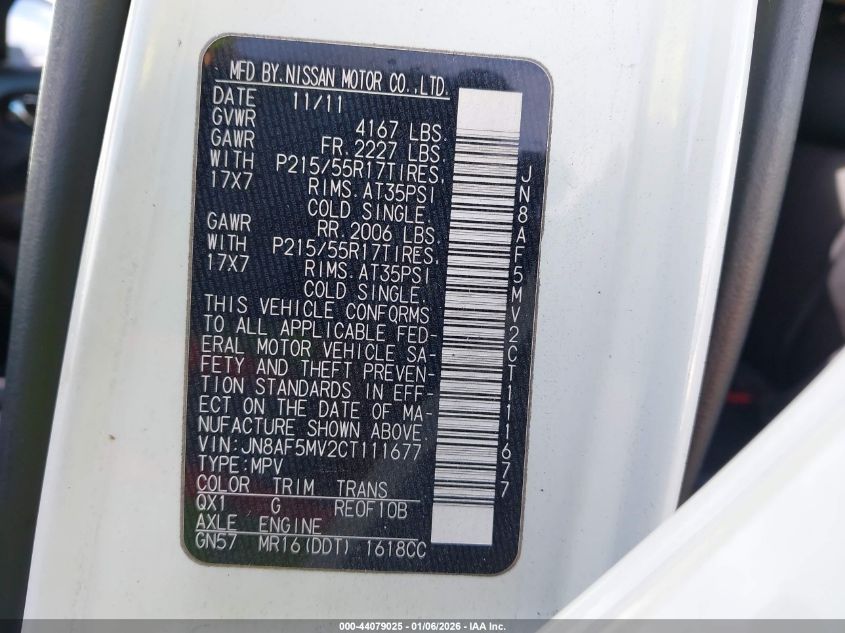 MFD BY.NISSAN MOTOR CO.,LTD.
DATE 11/11
GVWR 4167 LBS.
GAWR FR.2227 LBS.
WITH P215/55R17TIRES.
17X7 RIMS.AT35PSI
COLD SINGLE.
GAWR RR.2006 LBS.
WITH P215/55R17TIRES.
17X7 RIMS.AT35PSI
COLD SINGLE.
THIS VEHICLE CONFORMS
TO ALL APPLICABLE FED-
ERAL MOTOR VEHICLE SA-
FETY AND THEFT PREVEN-
TION STANDARDS IN EFF-
ECT ON THE DATE OF MA-
NUFACTURE SHOWN ABOVE.
VIN:JN8AF5MV2CT111677
TYPE:MPV
COLOR TRIM TRANS
QX1 G RE0F10B
AXLE ENGINE
GN57 MR16(DDT) 1618CC
JN8AF5MV2CT111677
000-44079025 - 01/06/2026 - IAA Inc.